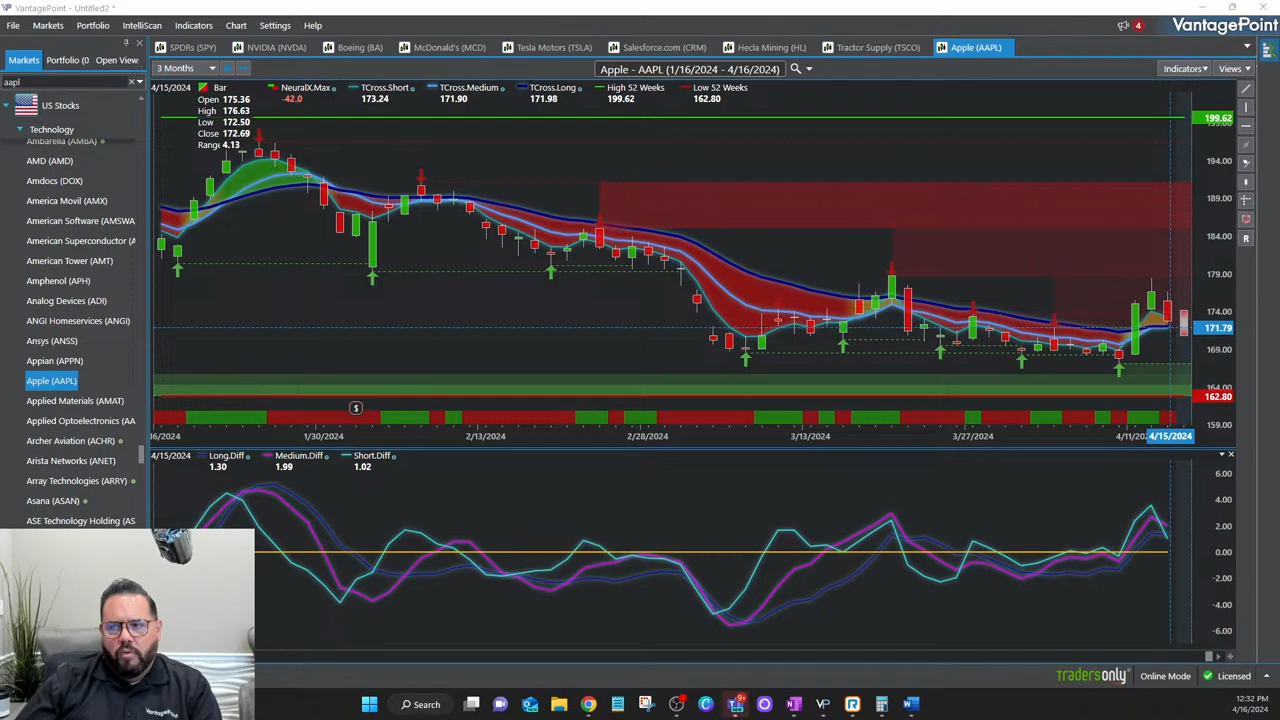 VantagePoint - Untitled2 *
File Markets Portfolio IntelliScan Indicators Chart Settings Help
4 VantagePoint
Markets Portfolio (0 Open View:
SPDRs (SPY) NVIDIA (NVDA) Boeing (BA) McDonald's (MCD) Tesla Motors (TSLA) Salesforce.com (CRM) Hecla Mining (HL) Tractor Supply (TSCO) Apple (AAPL)
3 Months Apple - AAPL (1/16/2024 - 4/16/2024) Indicators Views
aapl
US Stocks
Technology
Ambarella (AMBA)
AMD (AMD)
Amdocs (DOX)
America Movil (AMX)
American Software (AMSWA
American Superconductor (A
American Tower (AMT)
Amphenol (APH)
Analog Devices (ADI)
ANGI Homeservices (ANGI)
Ansys (ANSS)
Appian (APPN)
Apple (AAPL)
Applied Materials (AMAT)
Applied Optoelectronics (AA
Archer Aviation (ACHR)
Arista Networks (ANET)
Array Technologies (ARRY)
Asana (ASAN)
ASE Technology Holding (AS
4/15/2024 Bar NeuralX.Max TCross.Short TCross.Medium TCross.Long High 52 Weeks Low 52 Weeks
Open 175.36 -42.0 173.24 171.90 171.98 199.62 162.80
High 176.63
Low 172.50
Close 172.69
Range 4.13
199.62
194.00
189.00
184.00
179.00
174.00
171.79
169.00
164.00
162.80
159.00
$
R
/16/2024 1/30/2024 2/13/2024 2/28/2024 3/13/2024 3/27/2024 4/11/ 4/15/2024
4/15/2024 Long.Diff Medium.Diff Short.Diff
1.30 1.99 1.02
6.00
4.00
2.00
0.00
-2.00
-4.00
-6.00
VantagePoint
tradersonly Online Mode Licensed
Search
9+
VP
R
12:32 PM
4/16/2024